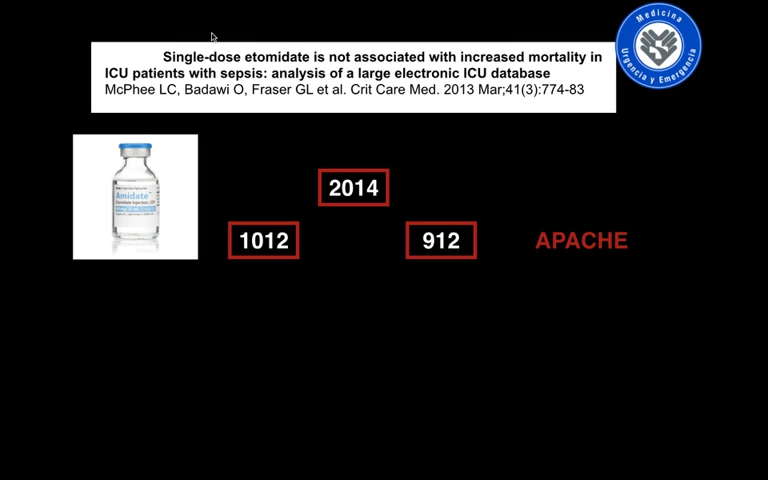 Single-dose etomidate is not associated with increased mortality in
ICU patients with sepsis: analysis of a large electronic ICU database
McPhee LC, Badawi O, Fraser GL et al. Crit Care Med. 2013 Mar;41(3):774-83
Medicina
Urgencia y Emergencia
Amidate
2014
1012
912
APACHE